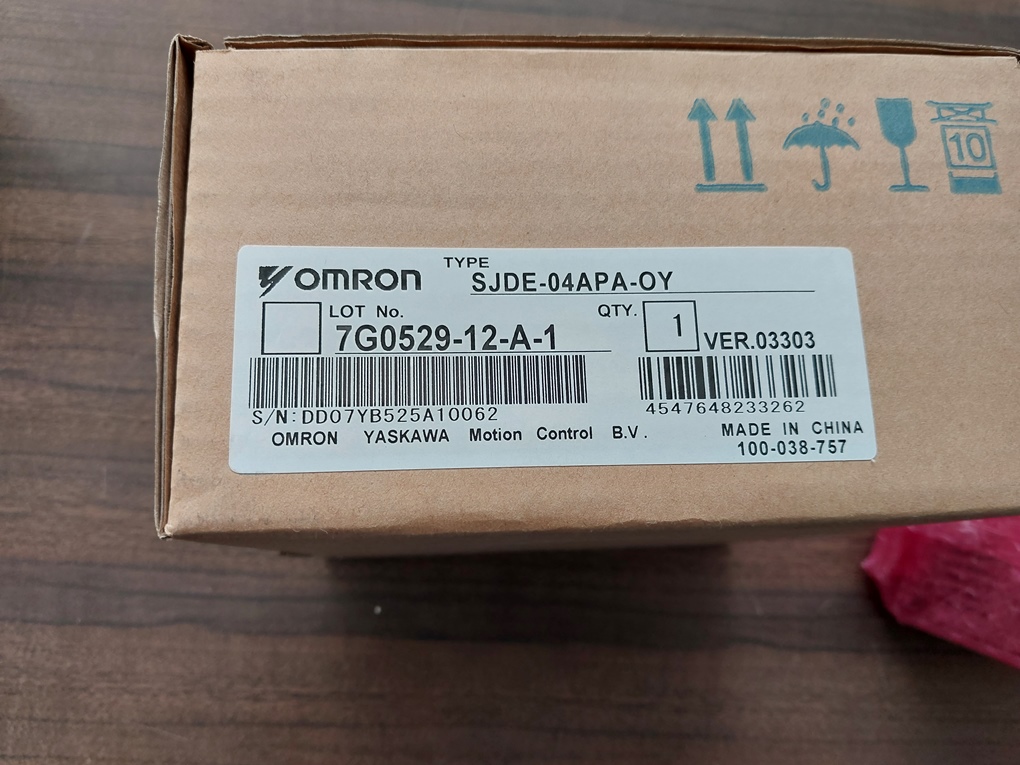 10
OMRON
TYPE
SJDE-04APA-OY
LOT No.
7G0529-12-A-1
QTY.
1
VER.03303
S/N:DD07YB525A10062
4547648233262
OMRON YASKAWA Motion Control B.V.
MADE IN CHINA
100-038-757